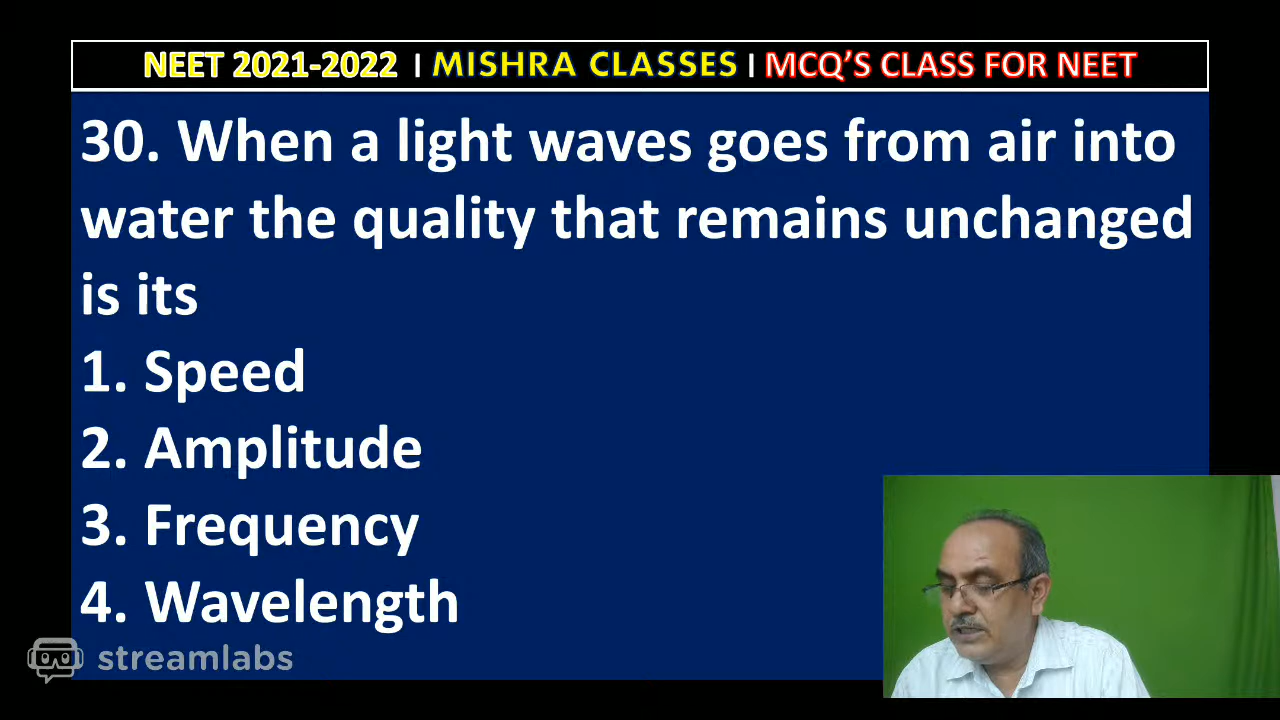 NEET 2021-2022 | MISHRA CLASSES | MCQ'S CLASS FOR NEET
30. When a light waves goes from air into
water the quality that remains unchanged
is its
1. Speed
2. Amplitude
3. Frequency
4. Wavelength
streamlabs